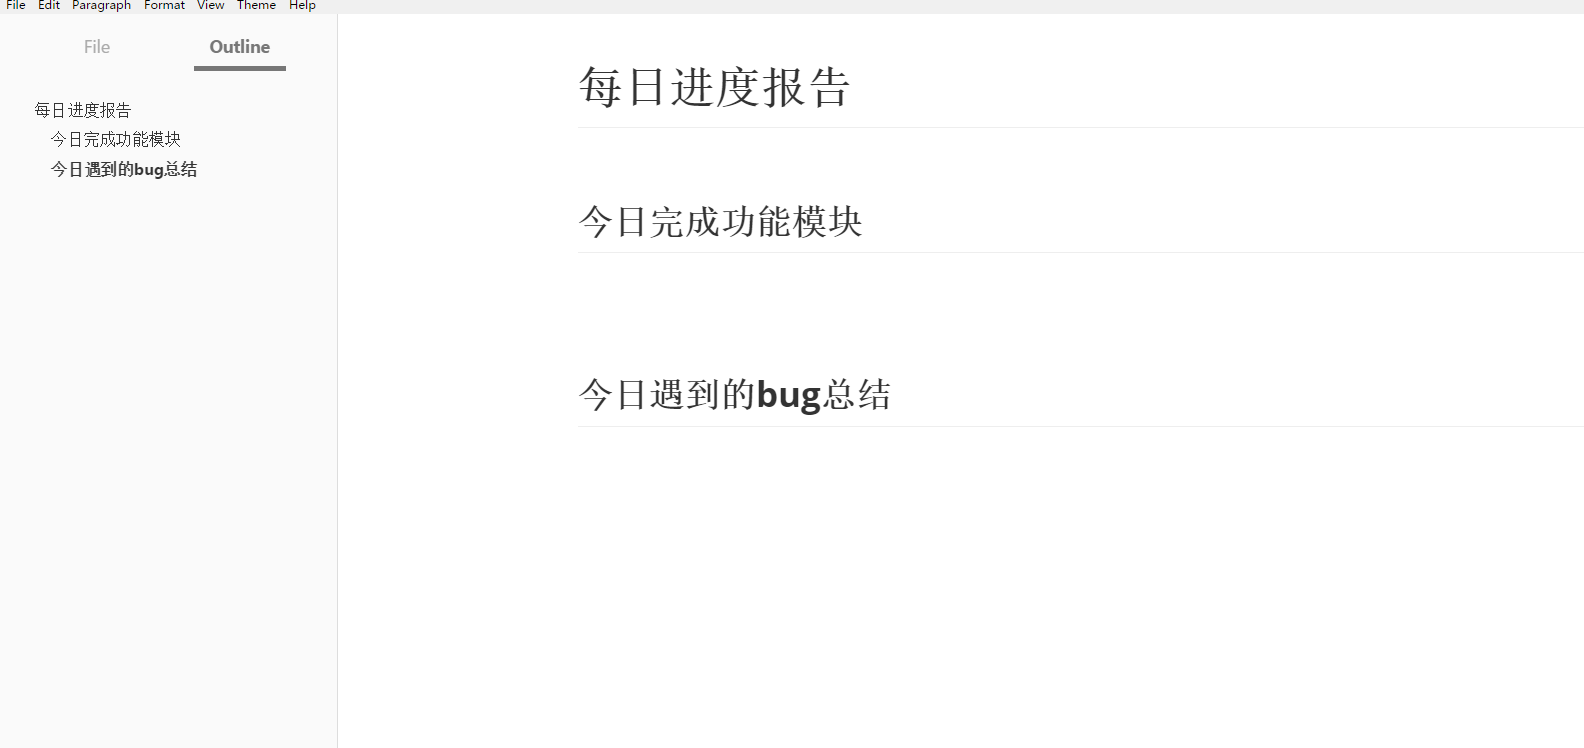 File Edit Paragraph Format View Theme Help
File Outline
每日进度报告
今日完成功能模块
今日遇到的bug总结
每日进度报告
今日完成功能模块
今日遇到的bug总结